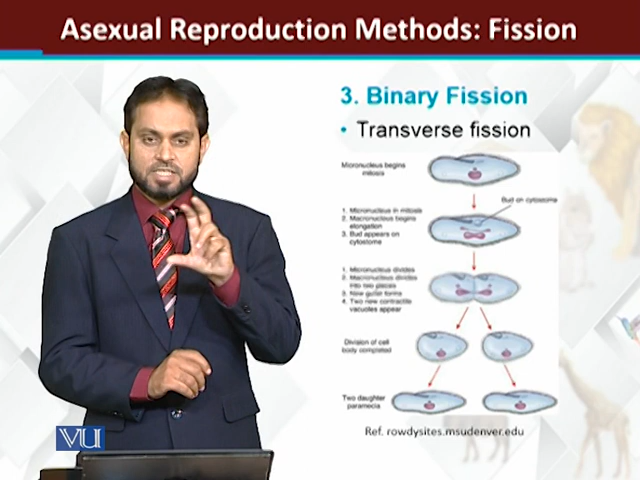 Asexual Reproduction Methods: Fission
3. Binary Fission
• Transverse fission
Micronucleus begins
mitosis
Bud on cytostome
1. Micronucleus in mitosis
2. Macronucleus begins
elongation
3. Bud appears on
cytostome
1. Micronucleus divides
2. Macronucleus divides
into two pieces
3. New gullet forms
4. Two new contractile
vacuoles appear
Division of cell
body completed
Two daughter
paramecia
Ref. rowdysites.msudenver.edu
VU